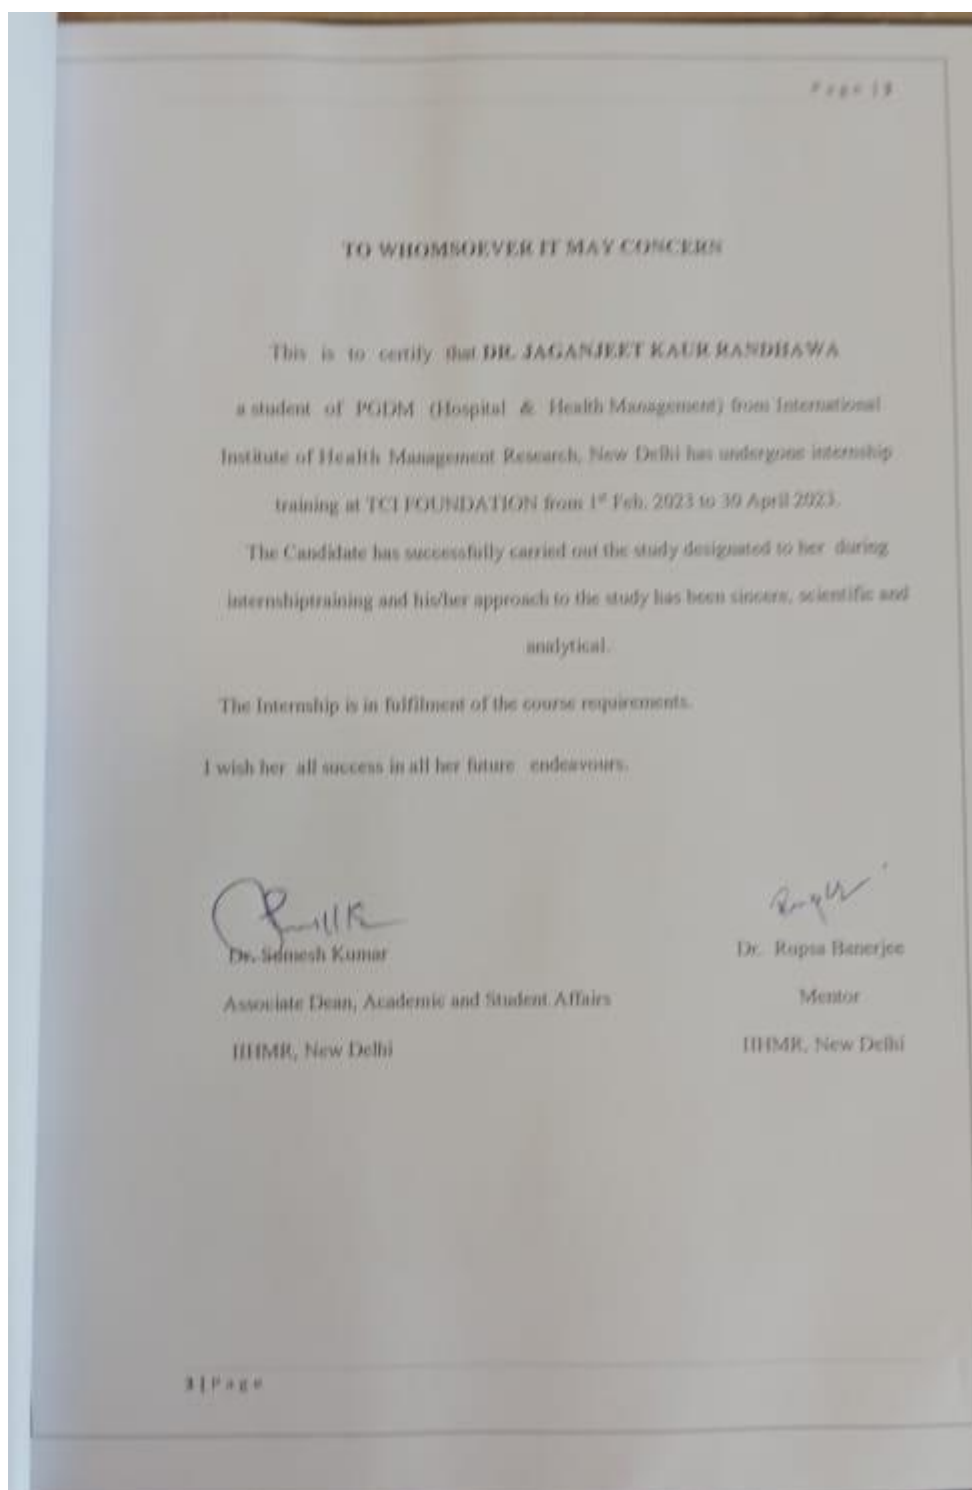 Page | 3
TO WHOMSOEVER IT MAY CONCERN
This is to certify that DR. JAGANJEET KAUR RANDHAWA
a student of PGDM (Hospital & Health Management) from International
Institute of Health Management Research, New Delhi has undergone internship
training at TCI FOUNDATION from 1st Feb, 2023 to 30 April 2023.
The Candidate has successfully carried out the study designated to her during
internshiptraining and his/her approach to the study has been sincere, scientific and
analytical.
The Internship is in fulfilment of the course requirements.
I wish her all success in all her future endeavours.
Dr. Sumesh Kumar
Dr. Rupsa Banerjee
Associate Dean, Academic and Student Affairs
Mentor
IIHMR, New Delhi
IIHMR, New Delhi
3 | Page